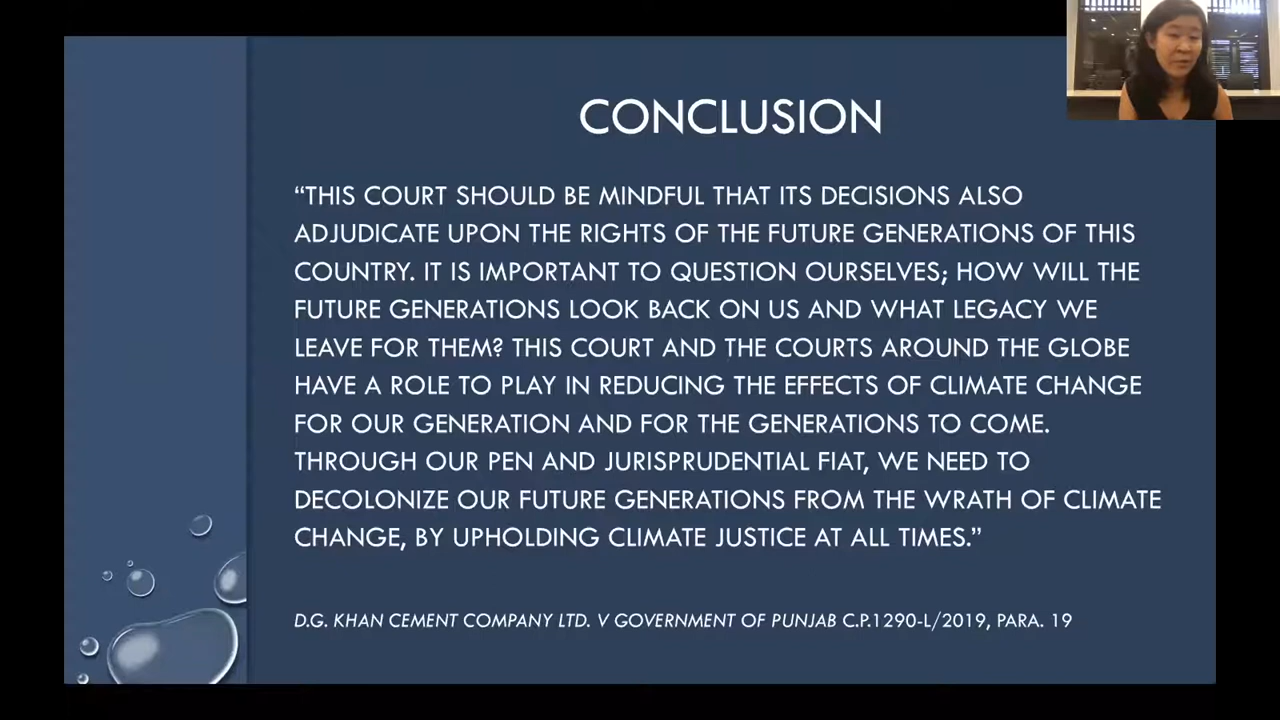 CONCLUSION
“THIS COURT SHOULD BE MINDFUL THAT ITS DECISIONS ALSO
ADJUDICATE UPON THE RIGHTS OF THE FUTURE GENERATIONS OF THIS
COUNTRY. IT IS IMPORTANT TO QUESTION OURSELVES; HOW WILL THE
FUTURE GENERATIONS LOOK BACK ON US AND WHAT LEGACY WE
LEAVE FOR THEM? THIS COURT AND THE COURTS AROUND THE GLOBE
HAVE A ROLE TO PLAY IN REDUCING THE EFFECTS OF CLIMATE CHANGE
FOR OUR GENERATION AND FOR THE GENERATIONS TO COME.
THROUGH OUR PEN AND JURISPRUDENTIAL FIAT, WE NEED TO
DECOLONIZE OUR FUTURE GENERATIONS FROM THE WRATH OF CLIMATE
CHANGE, BY UPHOLDING CLIMATE JUSTICE AT ALL TIMES.”
D.G. KHAN CEMENT COMPANY LTD. V GOVERNMENT OF PUNJAB C.P.1290-L/2019, PARA. 19